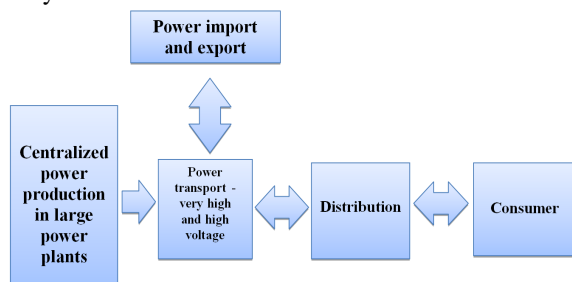 Power import
and export
Centralized
power
production
in large
power
plants
Power
transport -
very high
and high
voltage
Distribution
Consumer